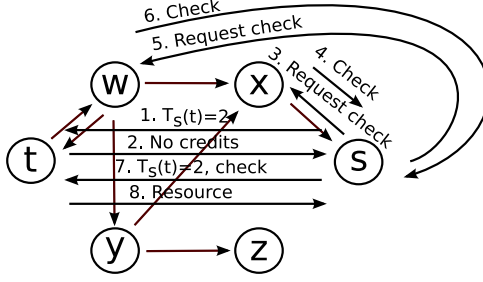 6. Check
5. Request check
4. Check
3. Request check
w
x
1. TS(t)=2
2. No credits
t
s
7. TS(t)=2, check
8. Resource
y
z